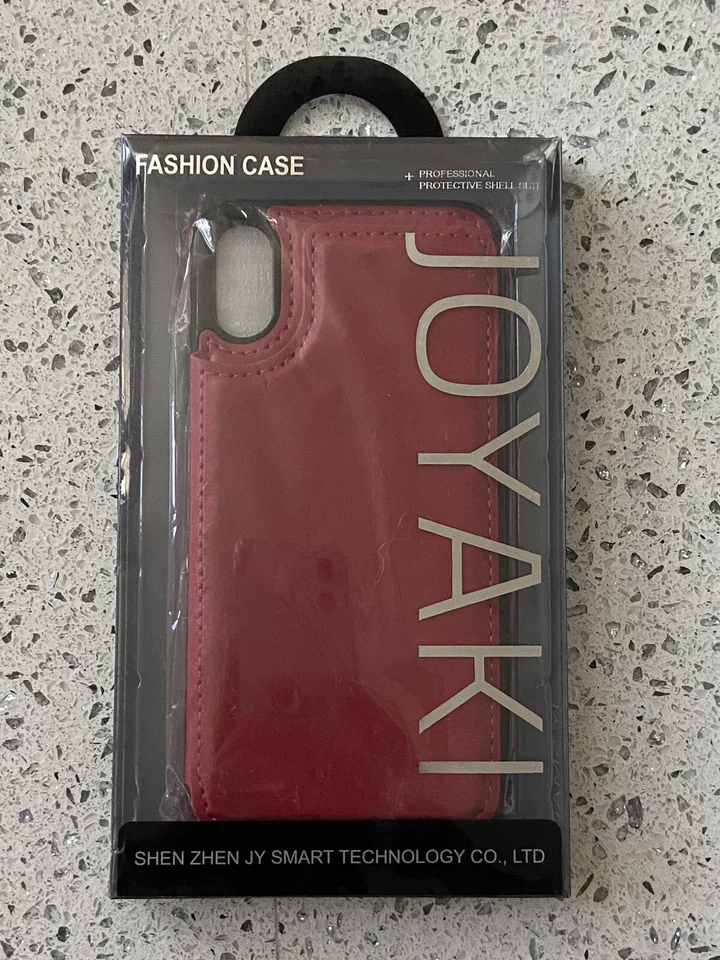 FASHION CASE
+ PROFESSIONAL
PROTECTIVE SHELL SUIT
JOYAKI
SHEN ZHEN JY SMART TECHNOLOGY CO., LTD